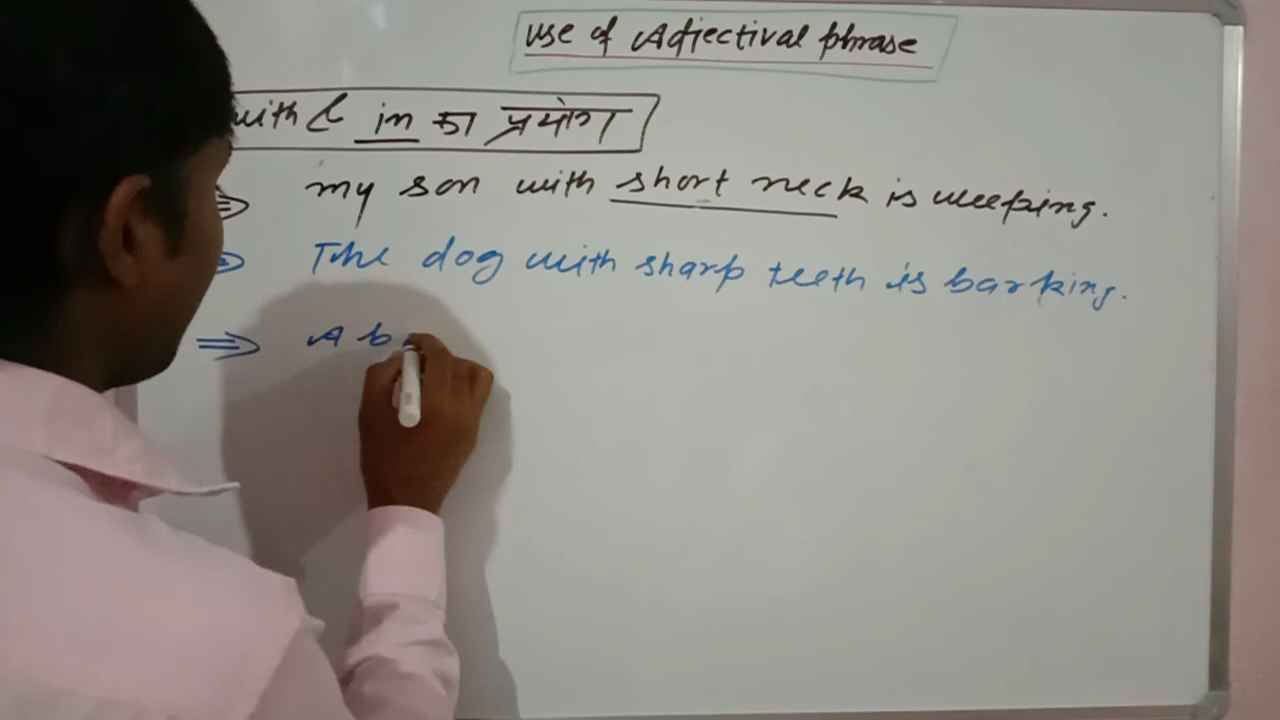 use of Adjectival phrase
with & in का प्रयोग
⇒ my son with short neck is weeping.
⇒ The dog with sharp teeth is barking.
⇒ A b